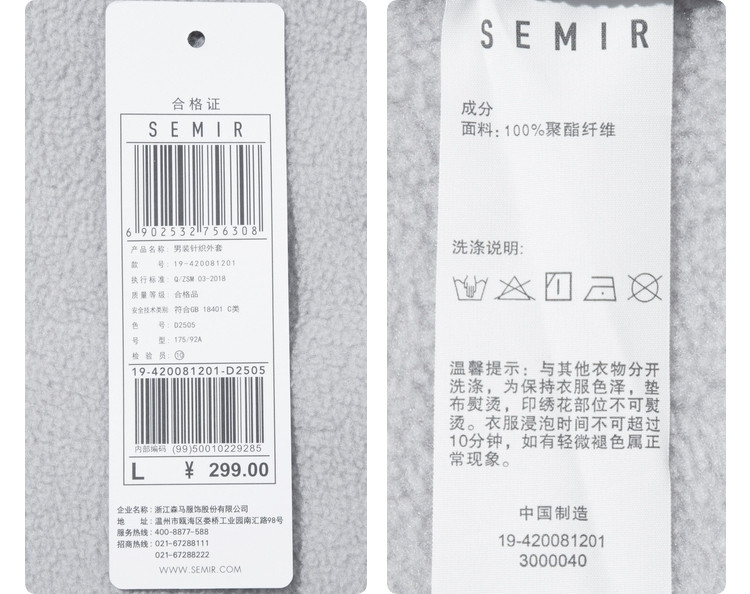 合格证
SEMIR
6 902532 756308
产品名称: 男装针织外套
款 号: 19-420081201
执行标准: Q/ZSM 03-2018
质量等级: 合格品
安全技术类别: 符合GB 18401 C类
色 号: D2505
号 型: 175/92A
检 验 员: ⑩
19-420081201-D2505
内部编码 (99)50010229285
L ¥ 299.00
企业名称: 浙江森马服饰股份有限公司
地 址: 温州市瓯海区娄桥工业园南汇路98号
服务热线: 400-8877-588
招商热线: 021-67288111
021-67288222
WWW.SEMIR.COM
SEMIR
成分
面料: 100%聚酯纤维
洗涤说明:
温馨提示: 与其他衣物分开
洗涤, 为保持衣服色泽, 垫
布熨烫, 印绣花部位不可熨
烫。衣服浸泡时间不可超过
10分钟, 如有轻微褪色属正
常现象。
中国制造
19-420081201
3000040